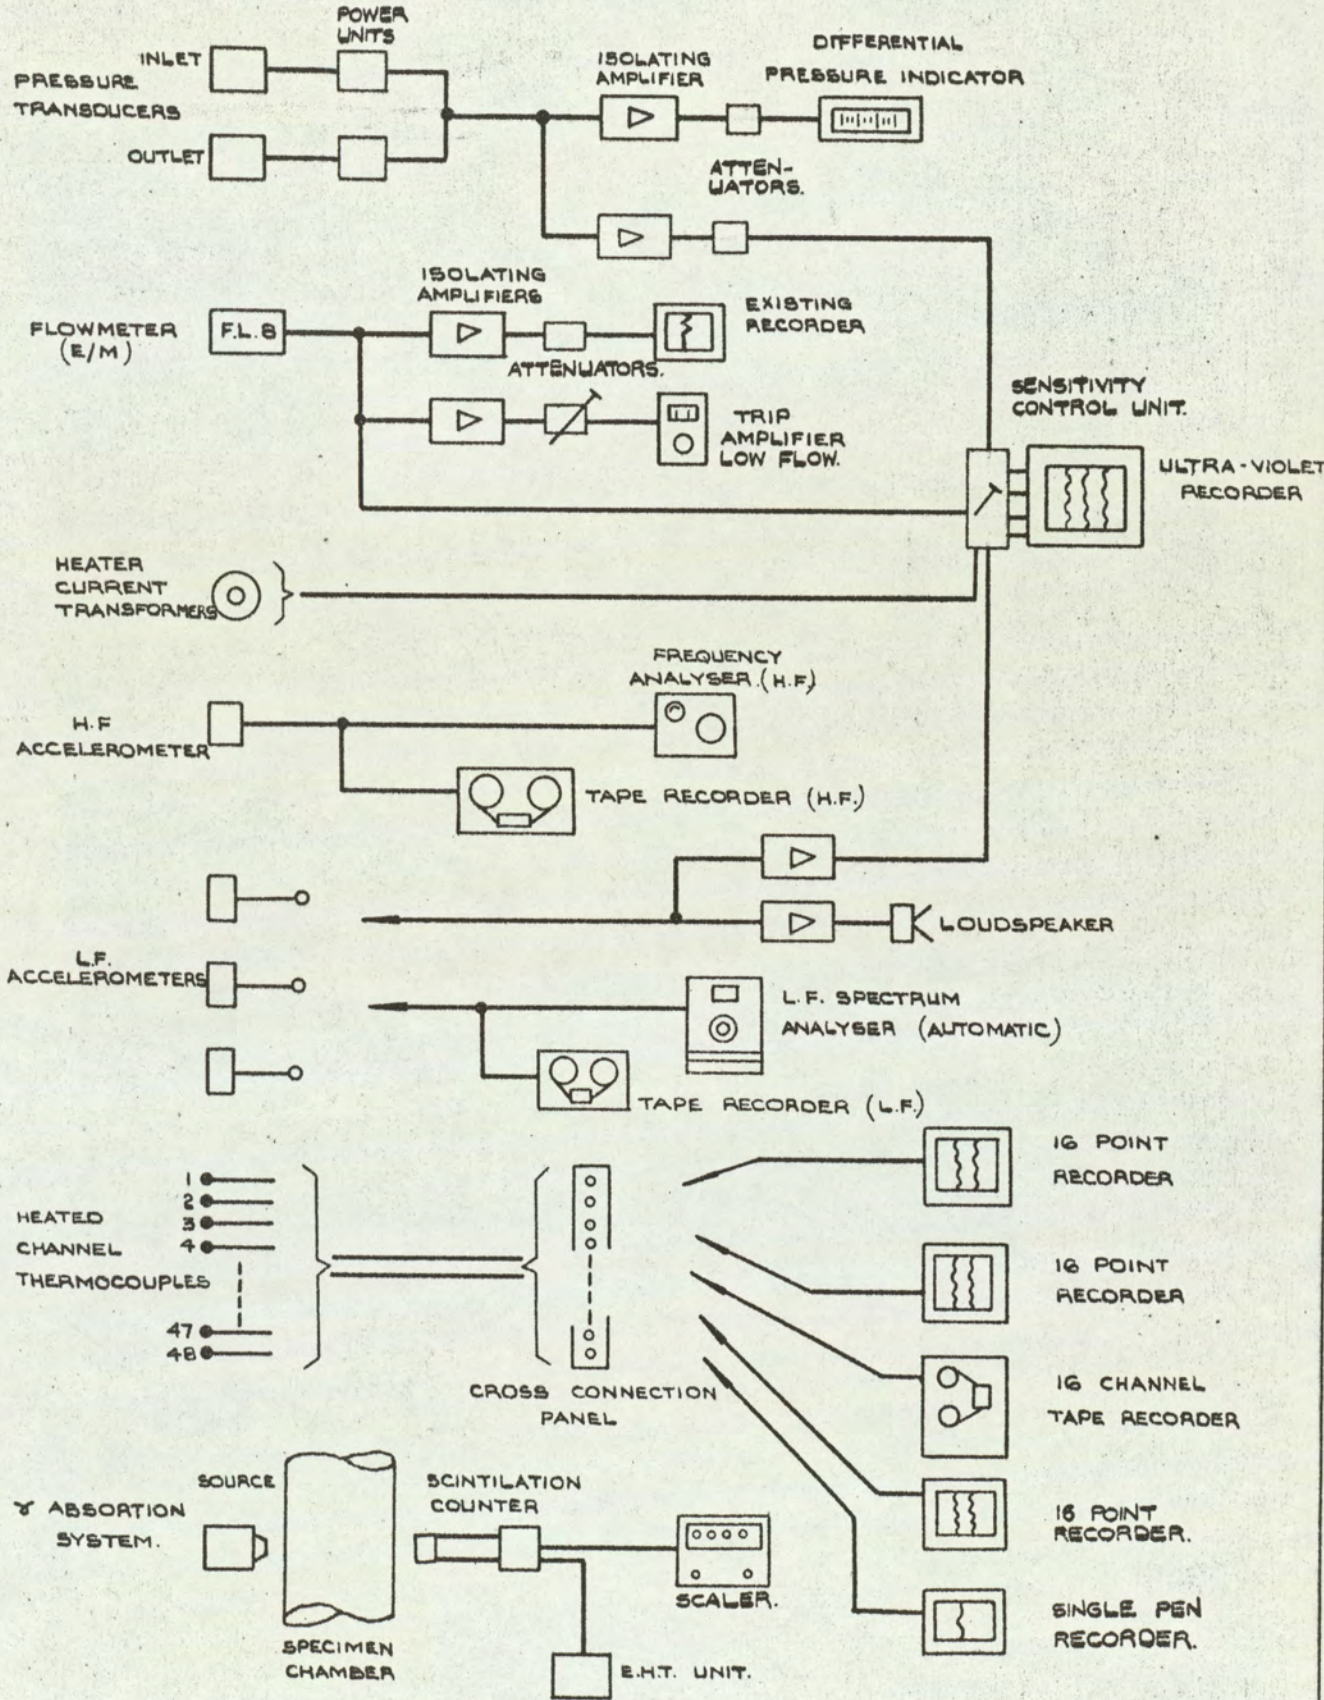 POWER
UNITS
INLET
PRESSURE
TRANSDUCERS
OUTLET
ISOLATING
AMPLIFIER
DIFFERENTIAL
PRESSURE INDICATOR
ATTEN-
UATORS.
ISOLATING
AMPLIFIERS
FLOWMETER
(E/M)
F.L.8
EXISTING
RECORDER
ATTENUATORS.
TRIP
AMPLIFIER
LOW FLOW.
SENSITIVITY
CONTROL UNIT.
ULTRA-VIOLET
RECORDER
HEATER
CURRENT
TRANSFORMERS
FREQUENCY
ANALYSER.(H.F.)
H.F
ACCELEROMETER
TAPE RECORDER (H.F.)
LOUDSPEAKER
L.F.
ACCELEROMETERS
L.F. SPECTRUM
ANALYSER (AUTOMATIC)
TAPE RECORDER (L.F.)
HEATED
CHANNEL
THERMOCOUPLES
1
2
3
4
47
48
CROSS CONNECTION
PANEL
16 POINT
RECORDER
16 POINT
RECORDER
16 CHANNEL
TAPE RECORDER
16 POINT
RECORDER.
SINGLE PEN
RECORDER.
γ ABSORTION
SYSTEM.
SOURCE
SPECIMEN
CHAMBER
SCINTILATION
COUNTER
SCALER.
E.H.T. UNIT.